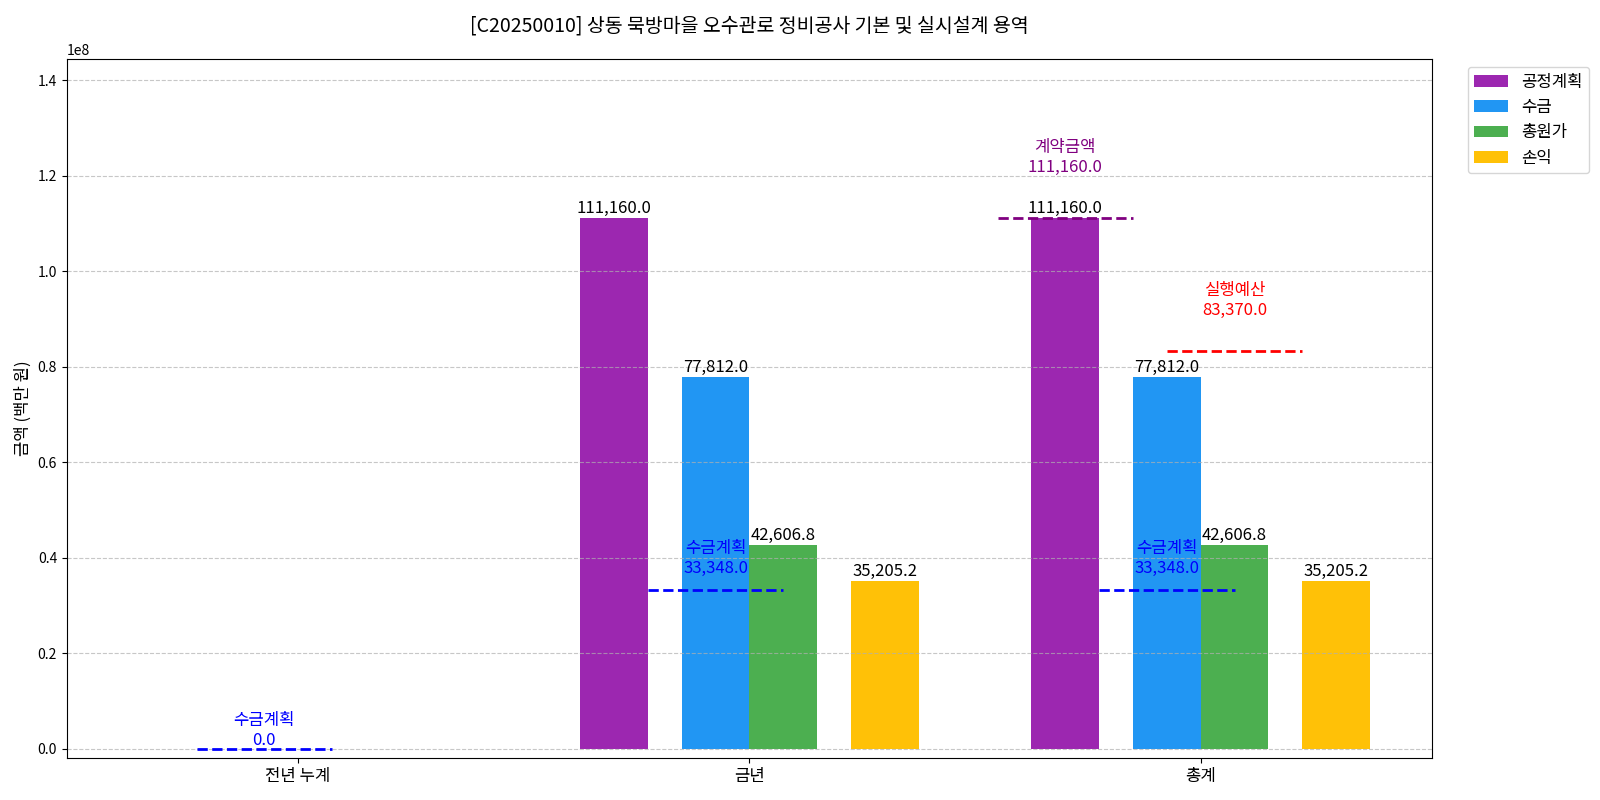 [C20250010] 상동 묵방마을 오수관로 정비공사 기본 및 실시설계 용역
1e8
1.4
1.2
1.0
0.8
0.6
0.4
0.2
0.0
금액 (백만 원)
수금계획
0.0
111,160.0
77,812.0
수금계획
33,348.0
42,606.8
35,205.2
계약금액
111,160.0
111,160.0
실행예산
83,370.0
77,812.0
수금계획
33,348.0
42,606.8
35,205.2
전년 누계
금년
총계
공정계획
수금
총원가
손익